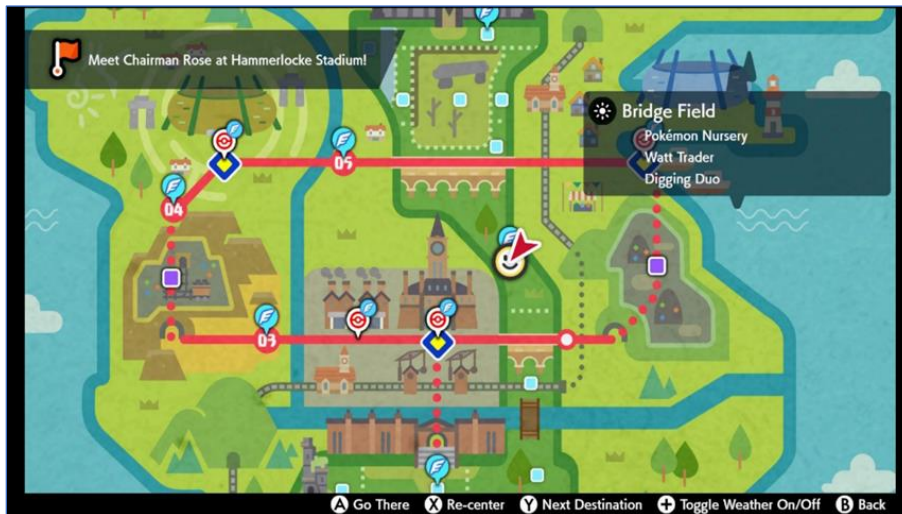 Meet Chairman Rose at Hammerlocke Stadium!
Bridge Field
Pokémon Nursery
Watt Trader
Digging Duo
05
04
03
A Go There X Re-center Y Next Destination + Toggle Weather On/Off B Back